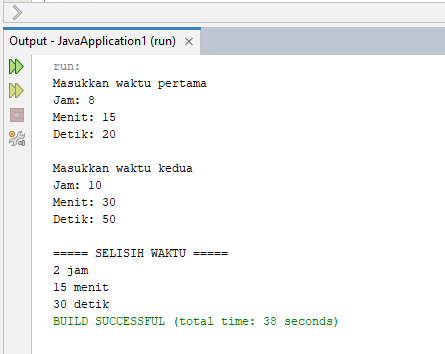 Output - JavaApplication1 (run)
run:
Masukkan waktu pertama
Jam: 8
Menit: 15
Detik: 20
Masukkan waktu kedua
Jam: 10
Menit: 30
Detik: 50
===== SELISIH WAKTU =====
2 jam
15 menit
30 detik
BUILD SUCCESSFUL (total time: 38 seconds)